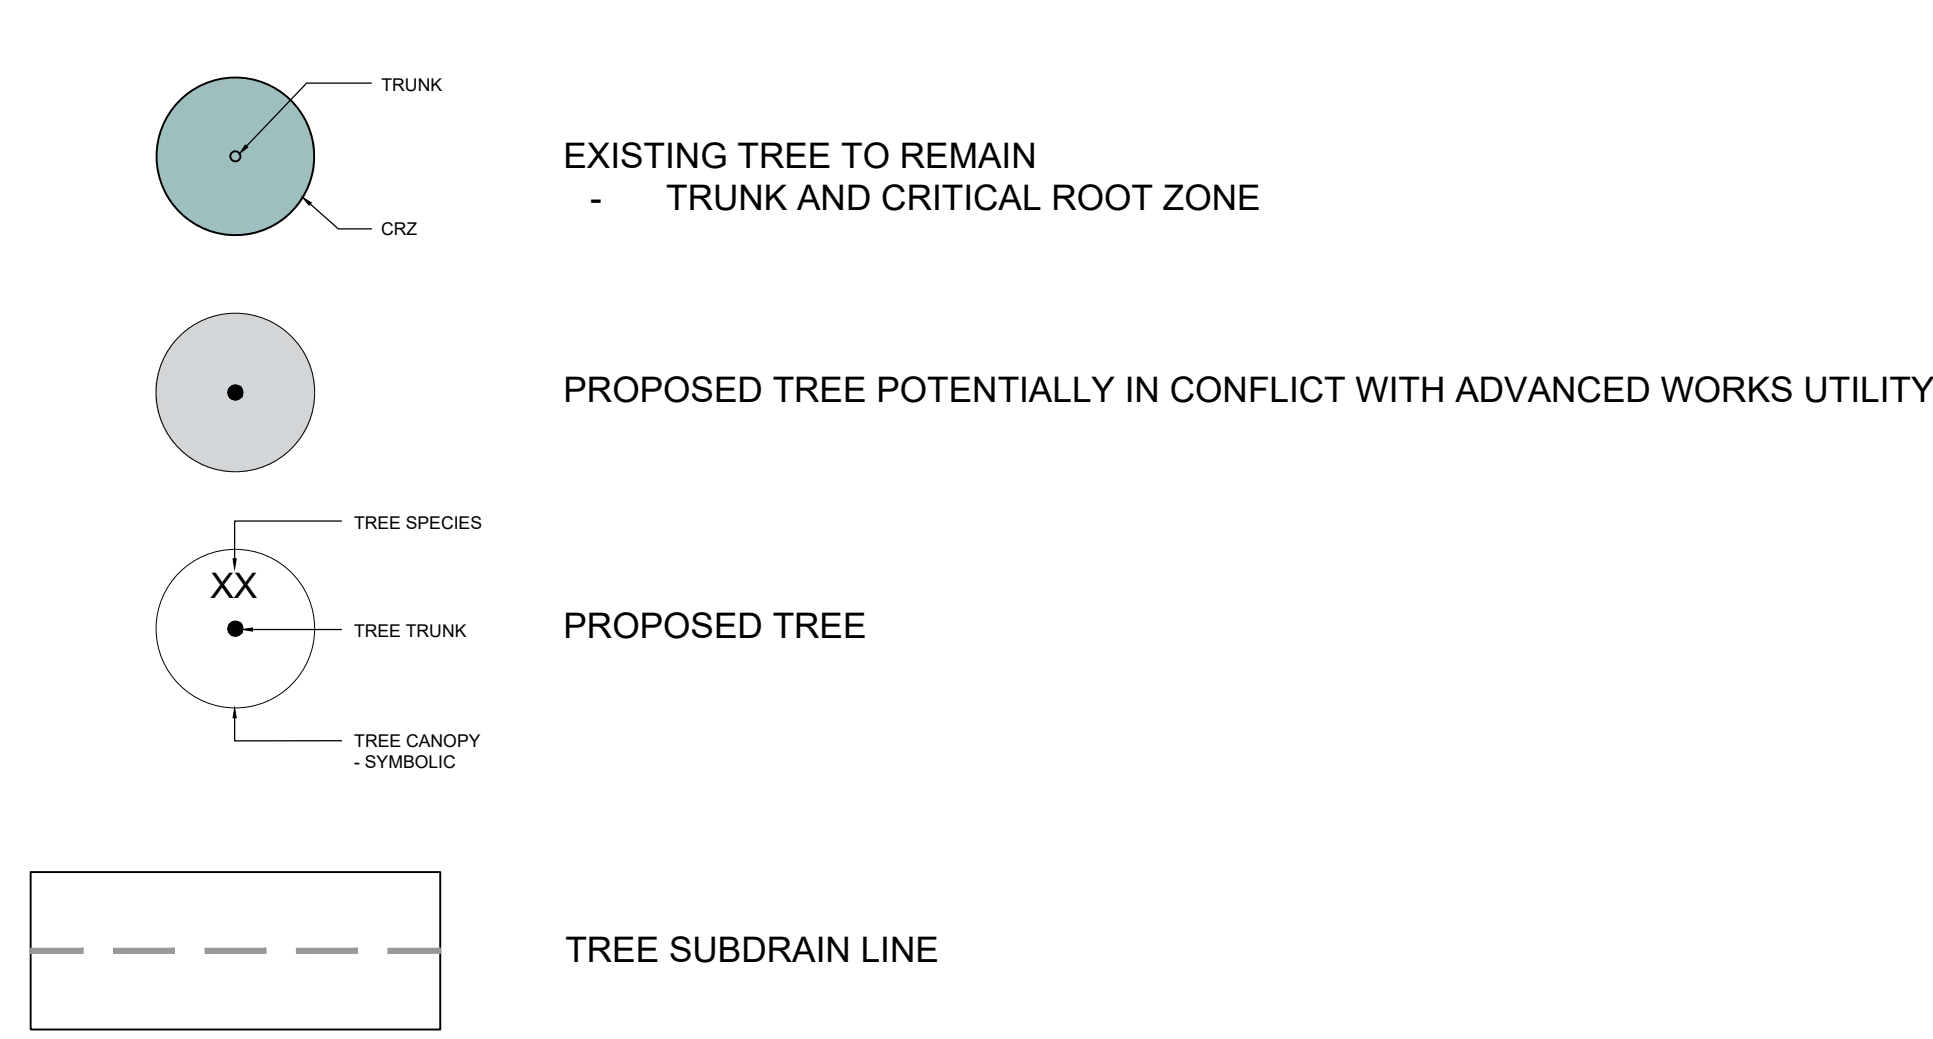 TRUNK
EXISTING TREE TO REMAIN
- TRUNK AND CRITICAL ROOT ZONE
CRZ
PROPOSED TREE POTENTIALLY IN CONFLICT WITH ADVANCED WORKS UTILITY
TREE SPECIES
XX
TREE TRUNK
PROPOSED TREE
TREE CANOPY
- SYMBOLIC
TREE SUBDRAIN LINE